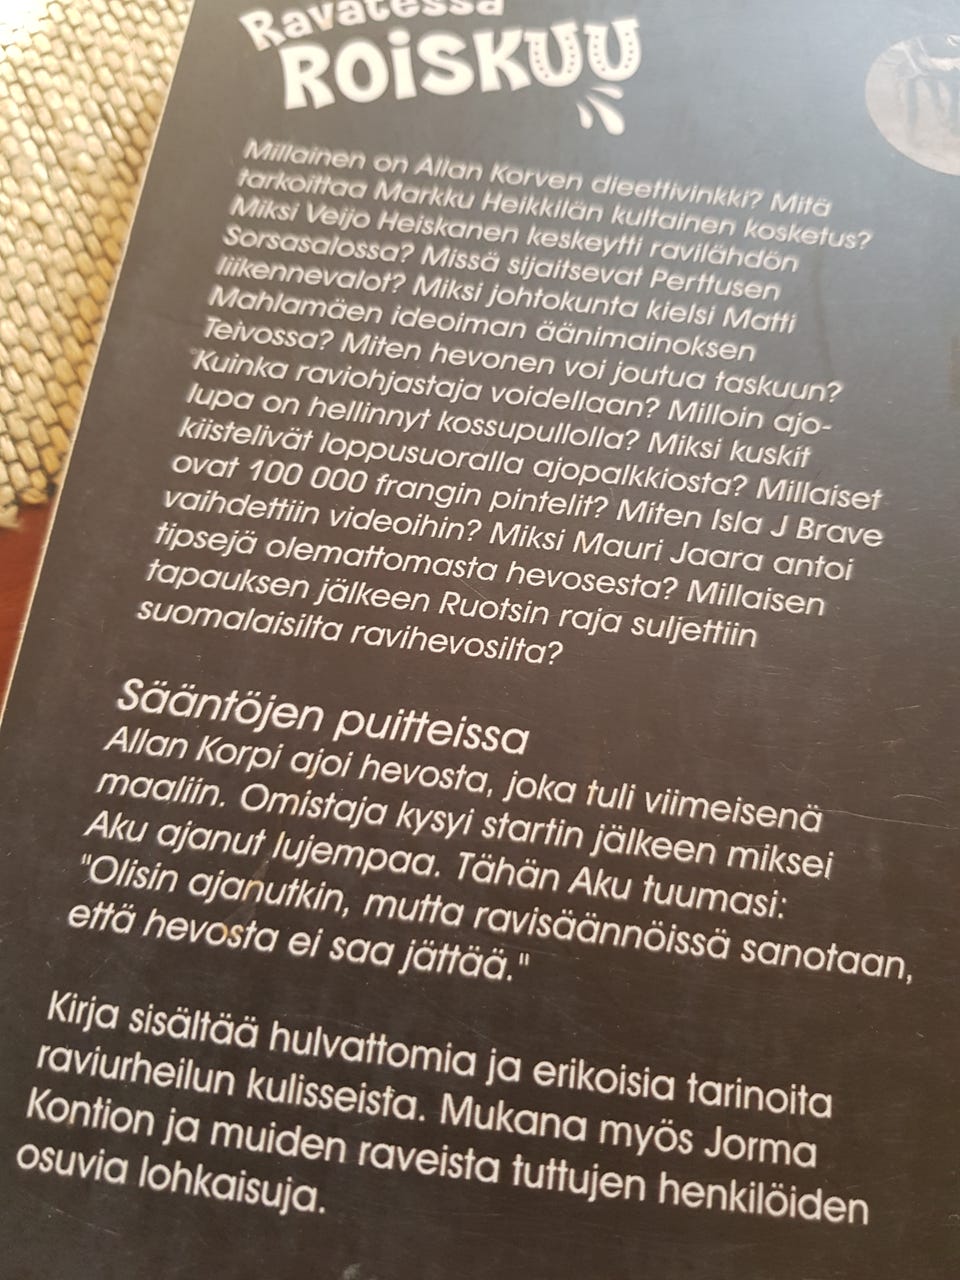 Ravatessa
ROiSKUU
Millainen on Allan Korven dieettivinkki? Mitä
tarkoittaa Markku Heikkilän kultainen kosketus?
Miksi Veijo Heiskanen keskeytti ravilähdön
Sorsasalossa? Missä sijaitsevat Perttusen
liikennevalot? Miksi johtokunta kielsi Matti
Mahlamäen ideoiman äänimainoksen
Teivossa? Miten hevonen voi joutua taskuun?
Kuinka raviohjastaja voidellaan? Milloin ajo-
lupa on hellinnyt kossupullolla? Miksi kuskit
kiistelivät loppusuoralla ajopalkkiosta? Millaiset
ovat 100 000 frangin pintelit? Miten Isla J Brave
vaihdettiin videoihin? Miksi Mauri Jaara antoi
tipsejä olemattomasta hevosesta? Millaisen
tapauksen jälkeen Ruotsin raja suljettiin
suomalaisilta ravihevosilta?
Sääntöjen puitteissa
Allan Korpi ajoi hevosta, joka tuli viimeisenä
maaliin. Omistaja kysyi startin jälkeen miksei
Aku ajanut lujempaa. Tähän Aku tuumasi:
"Olisin ajanutkin, mutta ravisäännöissä sanotaan,
että hevosta ei saa jättää."
Kirja sisältää hulvattomia ja erikoisia tarinoita
raviurheilun kulisseista. Mukana myös Jorma
Kontion ja muiden raveista tuttujen henkilöiden
osuvia lohkaisuja.